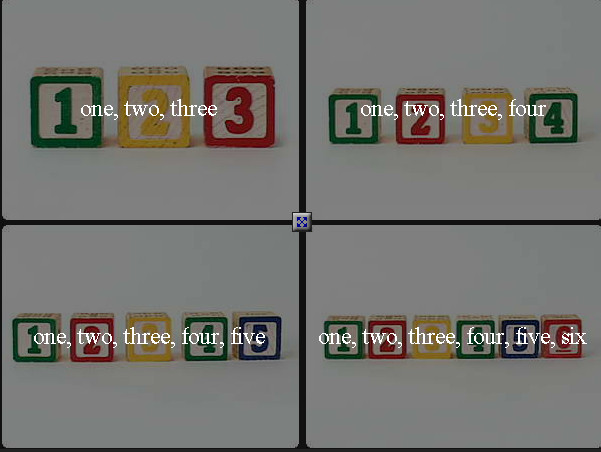 1 2 3
one, two, three
1 2 3 4
one, two, three, four
1 2 3 4 5
one, two, three, four, five
1 2 3 4 5
one, two, three, four, five, six